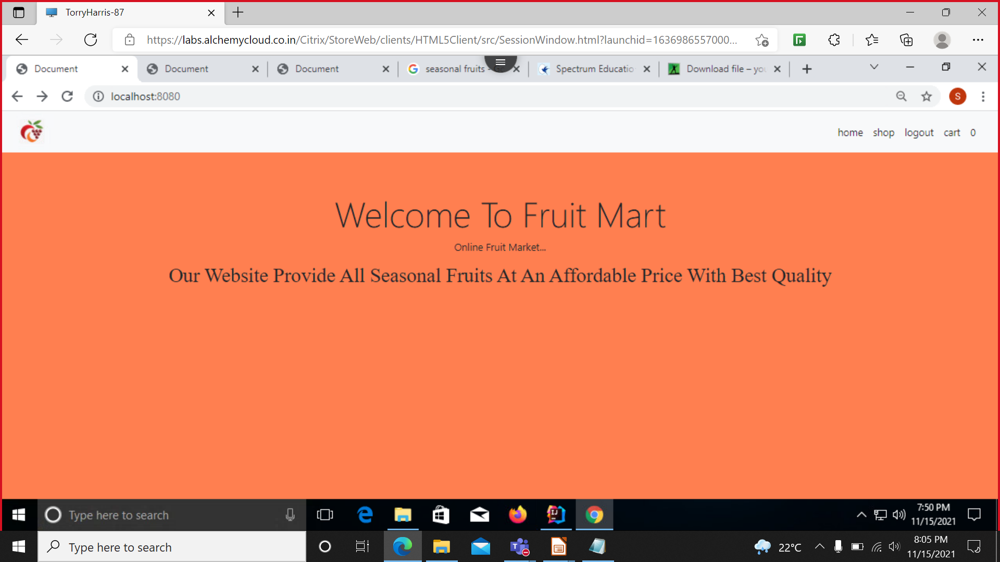 TorryHarris-87
https://labs.alchemycloud.co.in/Citrix/StoreWeb/clients/HTML5Client/src/SessionWindow.html?launchid=1636986557000...
Document
Document
Document
seasonal fruits - Go
Spectrum Educatio
Download file – you
localhost:8080
S
home shop logout cart 0
Welcome To Fruit Mart
Online Fruit Market...
Our Website Provide All Seasonal Fruits At An Affordable Price With Best Quality
Type here to search
7:50 PM
11/15/2021
Type here to search
22°C
8:05 PM
11/15/2021